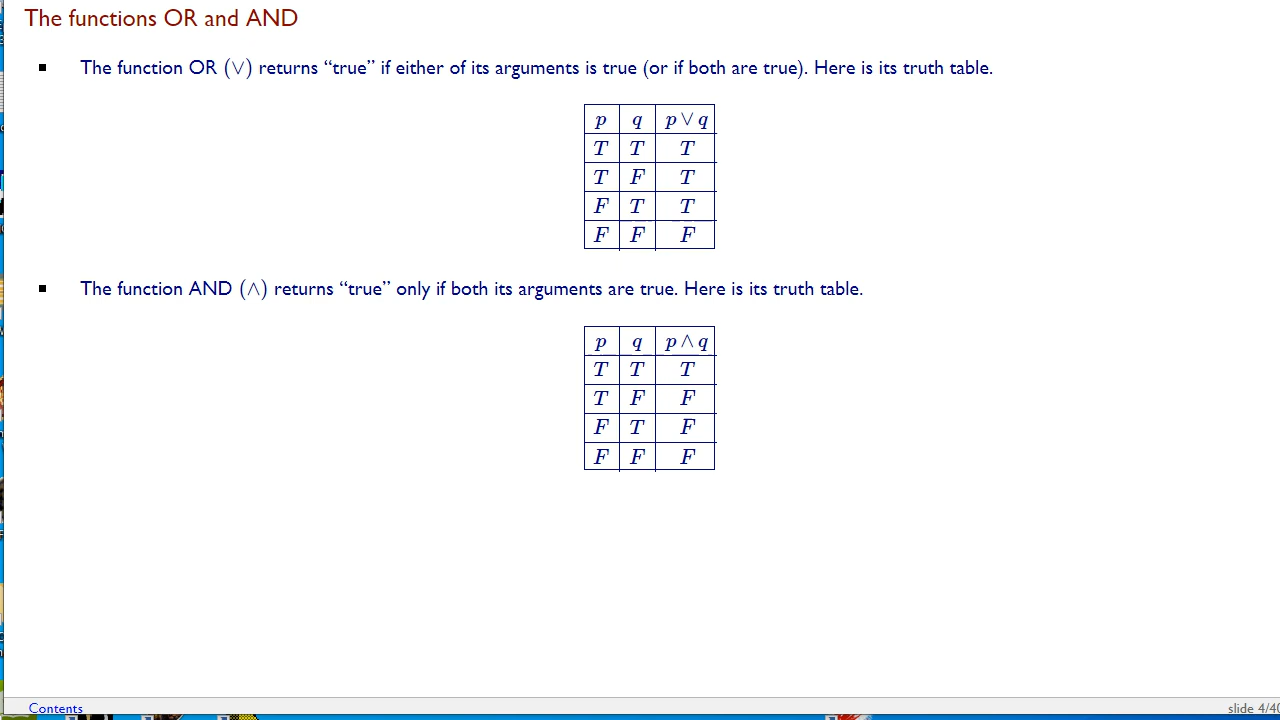 The functions OR and AND
▪ The function OR (∨) returns “true” if either of its arguments is true (or if both are true). Here is its truth table.
p q p ∨ q
T T T
T F T
F T T
F F F
▪ The function AND (∧) returns “true” only if both its arguments are true. Here is its truth table.
p q p ∧ q
T T T
T F F
F T F
F F F
Contents
slide 4/40